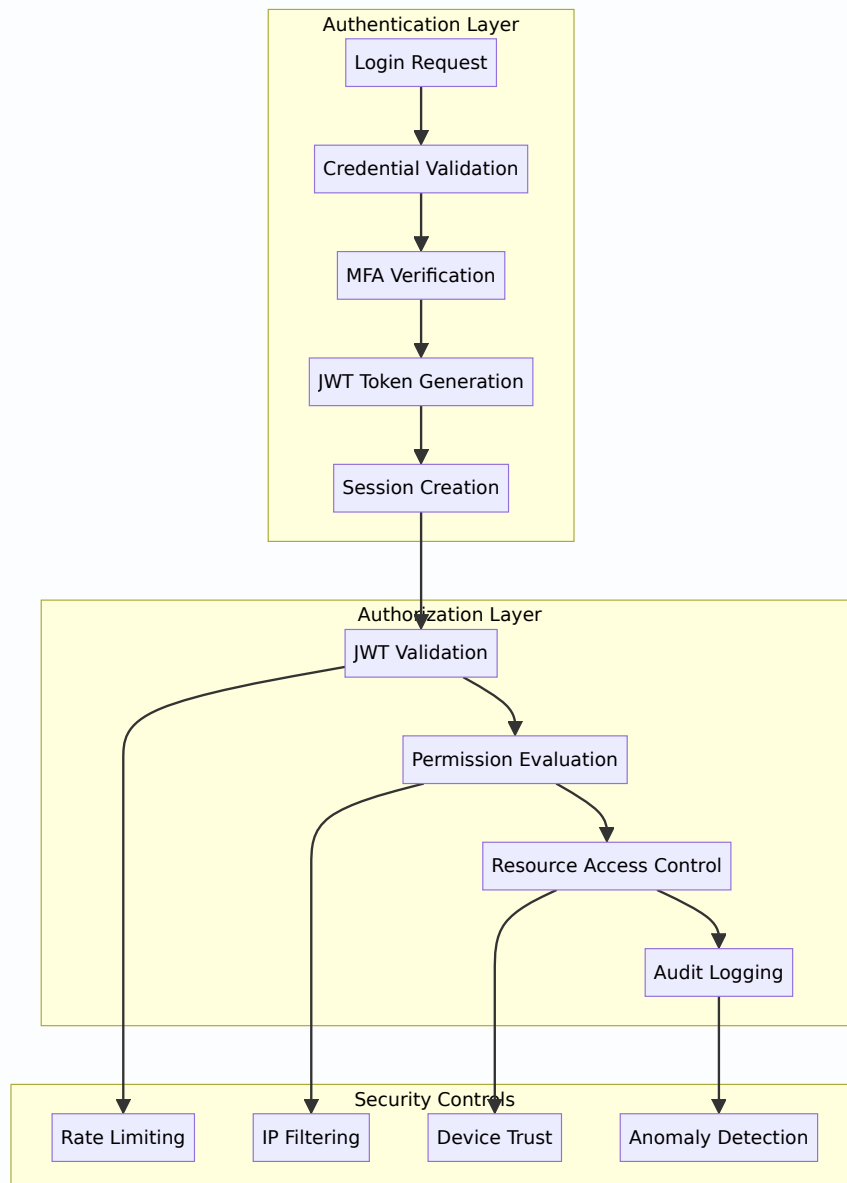 Authentication Layer
Login Request
Credential Validation
MFA Verification
JWT Token Generation
Session Creation
Authorization Layer
JWT Validation
Permission Evaluation
Resource Access Control
Audit Logging
Security Controls
Rate Limiting
IP Filtering
Device Trust
Anomaly Detection